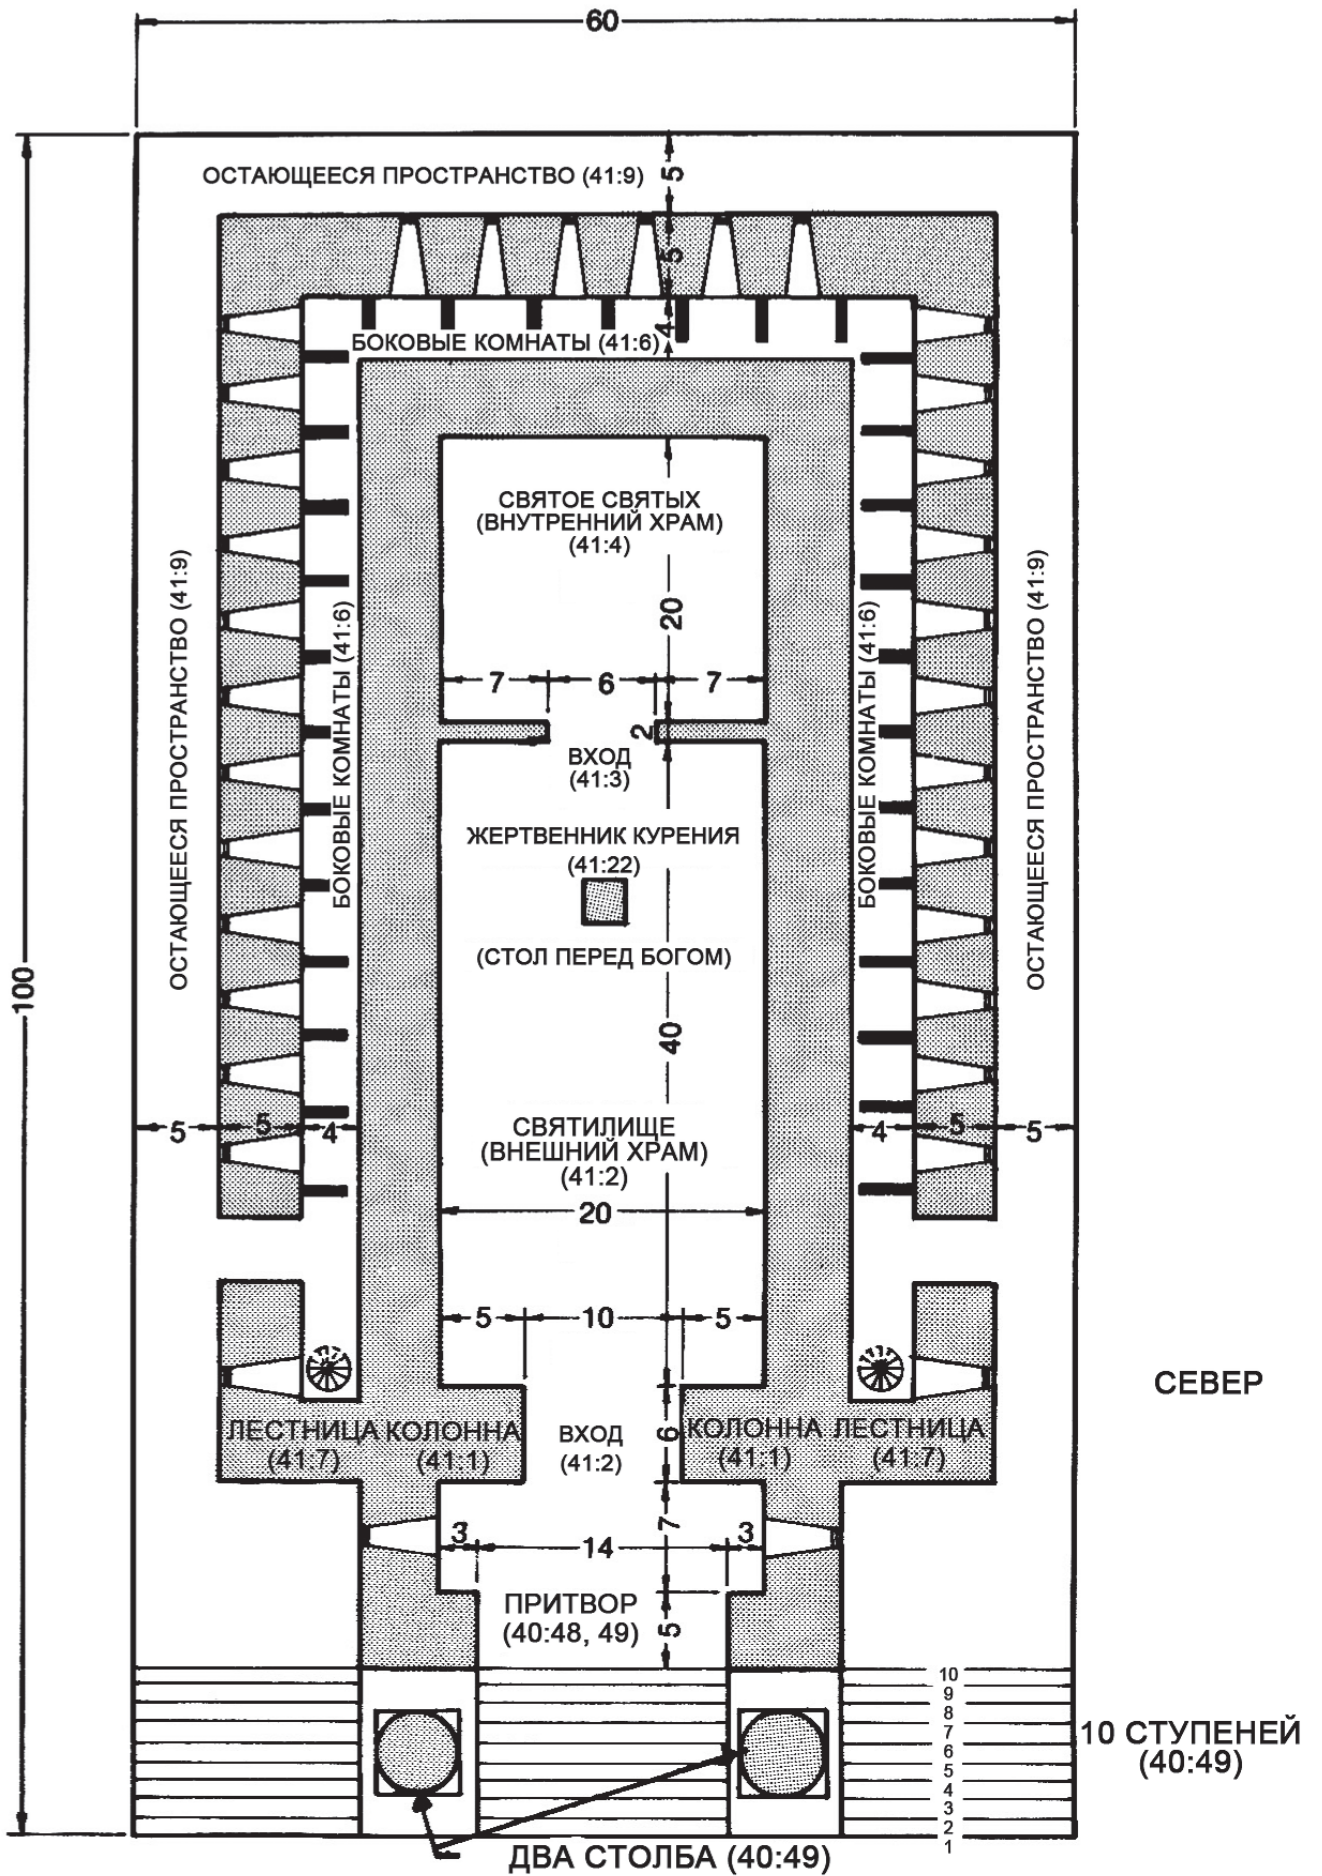 60
ОСТАЮЩЕЕСЯ ПРОСТРАНСТВО (41:9)
5
5
4
БОКОВЫЕ КОМНАТЫ (41:6)
СВЯТОЕ СВЯТЫХ
(ВНУТРЕННИЙ ХРАМ)
(41:4)
20
ОСТАЮЩЕЕСЯ ПРОСТРАНСТВО (41:9)
БОКОВЫЕ КОМНАТЫ (41:6)
БОКОВЫЕ КОМНАТЫ (41:6)
ОСТАЮЩЕЕСЯ ПРОСТРАНСТВО (41:9)
7 6 7
2
ВХОД
(41:3)
ЖЕРТВЕННИК КУРЕНИЯ
(41:22)
(СТОЛ ПЕРЕД БОГОМ)
100
40
СВЯТИЛИЩЕ
(ВНЕШНИЙ ХРАМ)
(41:2)
5 5 4
4 5 5
20
5 10 5
СЕВЕР
ЛЕСТНИЦА
(41:7)
КОЛОННА
(41:1)
ВХОД
(41:2)
6
КОЛОННА
(41:1)
ЛЕСТНИЦА
(41:7)
7
3 14 3
ПРИТВОР
(40:48, 49)
5
10
9
8
7
6
5
4
3
2
1
10 СТУПЕНЕЙ
(40:49)
ДВА СТОЛБА (40:49)